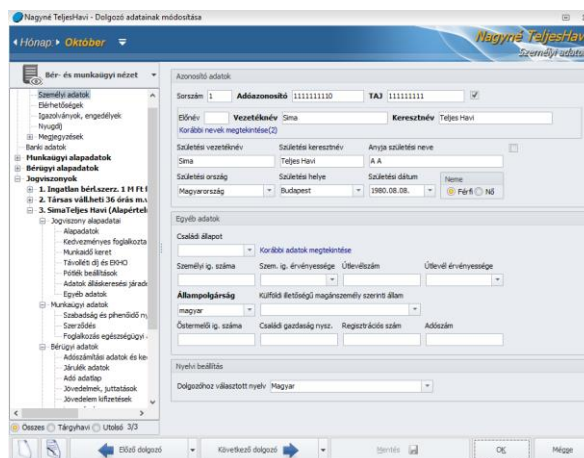 Nagyné TeljesHavi - Dolgozó adatainak módosítása
Hónap: Október
Nagyné TeljesHavi
Személyi adatok
Bér- és munkaügyi nézet
Személyi adatok
Elérhetőségek
Igazolványok, engedélyek
Nyugdíj
Megjegyzések
Banki adatok
Munkaügyi alapadatok
Bérügyi alapadatok
Jogviszonyok
1. Ingatlan bérl.szerz. 1 M Ft
2. Társas váll.heti 36 órás m.v
3. SimaTeljes Havi (Alapérte
Jogviszony alapadatai
Alapadatok
Kedvezményes foglalkozta
Munkaidő keret
Távolléti díj és EKHO
Pótlék beállítások
Adatok álláskeresési járad
Egyéb adatok
Munkaügyi adatok
Szabadság és pihenőidő ny
Szerződés
Foglalkozás egészségügyi
Bérügyi adatok
Adószámítási adatok és ke
Járulék adatok
Adó adatlap
Jövedelmek, juttatások
Jövedelem kifizetések
Összes Tárgyhavi Utolsó 3/3
Azonosító adatok
Sorszám 1 Adóazonosító 1111111110 TAJ 111111111
Előnév Vezetéknév Sima Keresztnév Teljes Havi
Korábbi nevek megtekintése(2)
Születési vezetéknév Születési keresztnév Anyja születési neve
Sima Teljes Havi A A
Születési ország Születési helye Születési dátum Neme
Magyarország Budapest 1980.08.08. Férfi Nő
Egyéb adatok
Családi állapot
Korábbi adatok megtekintése
Személyi ig. száma Szem. ig. érvényessége Útlevélszám Útlevél érvényessége
Állampolgárság Külföldi illetőségű magánszemély szerinti állam
magyar
Őstermelői ig. száma Családi gazdaság nysz. Regisztrációs szám Adószám
Nyelvi beállítás
Dolgozóhoz választott nyelv Magyar
Előző dolgozó Következő dolgozó Mentés OK Mégse